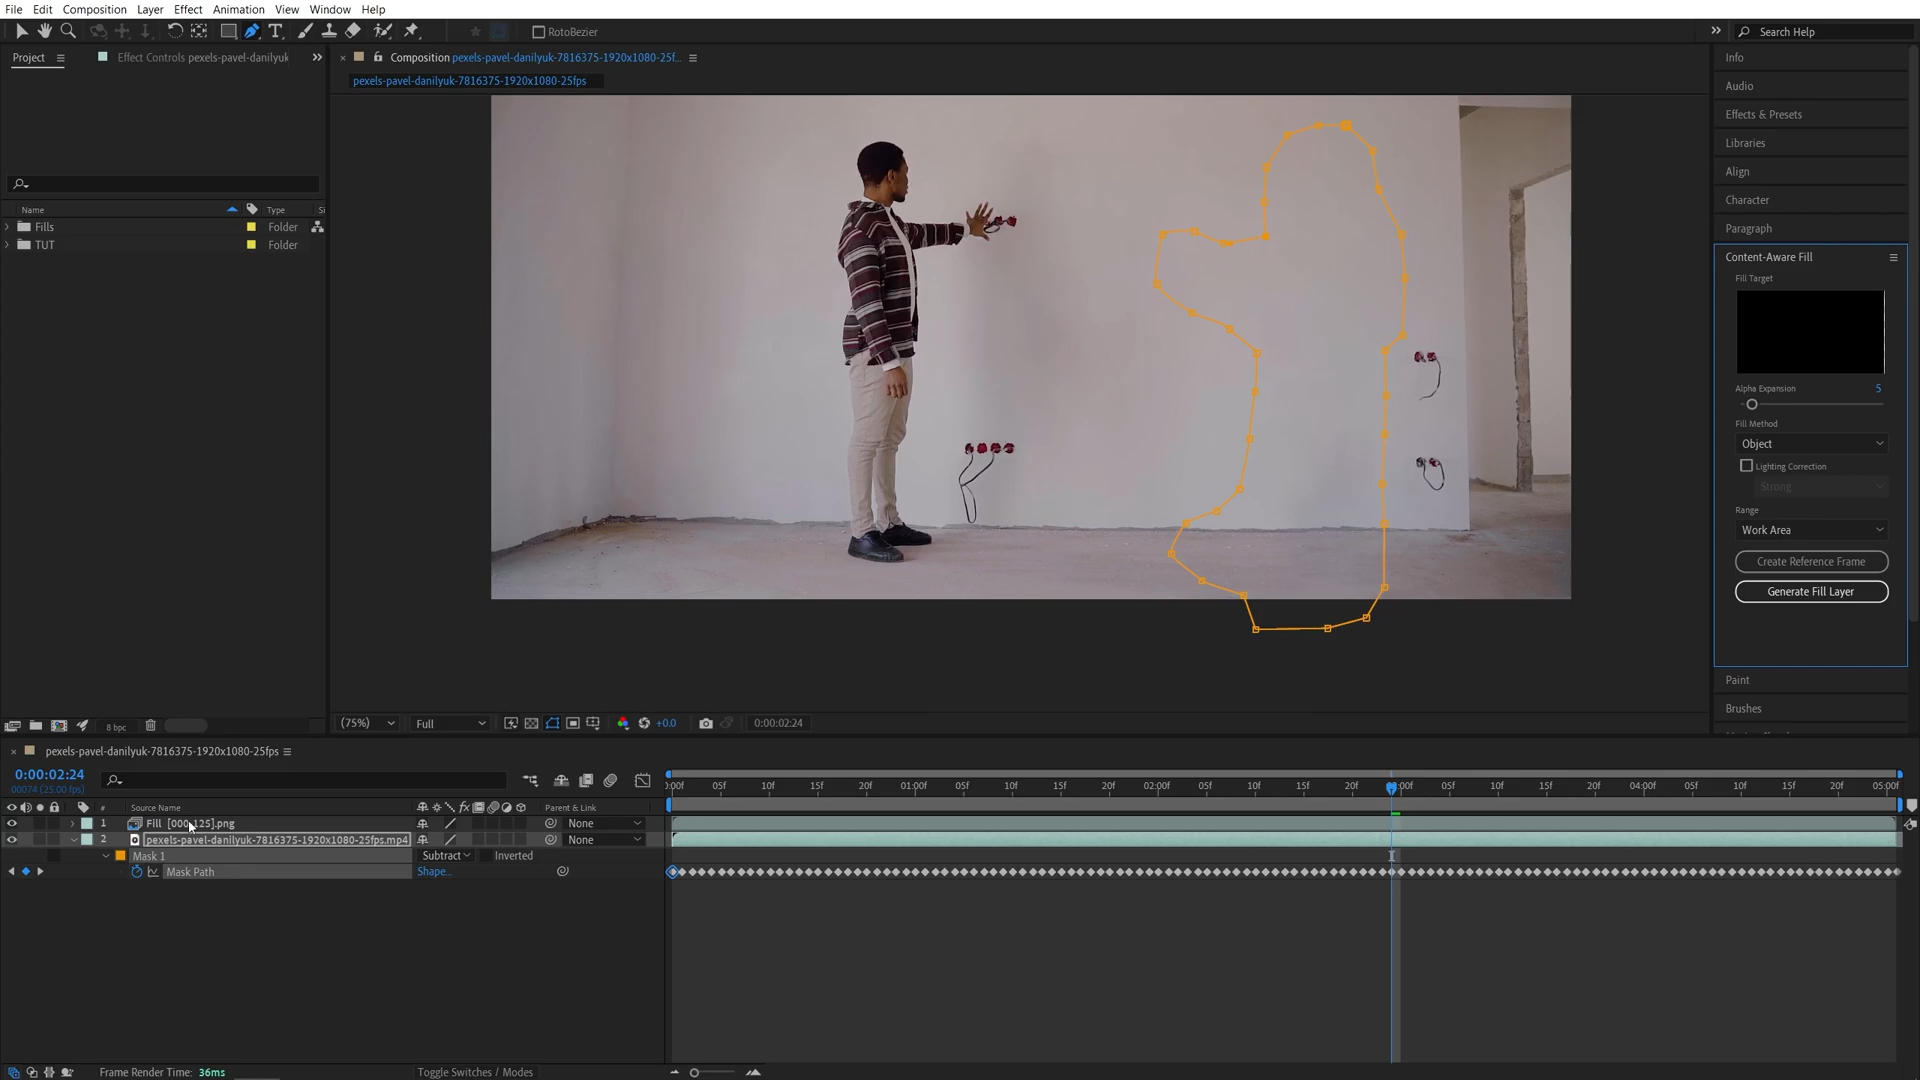 File Edit Composition Layer Effect Animation View Window Help
RotoBezier
Search Help
Project
Effect Controls pexels-pavel-danilyuk
Composition pexels-pavel-danilyuk-7816375-1920x1080-25f...
pexels-pavel-danilyuk-7816375-1920x1080-25fps
Name Type Si
Fills Folder
TUT Folder
Info
Audio
Effects & Presets
Libraries
Align
Character
Paragraph
Content-Aware Fill
Fill Target
Alpha Expansion 5
Fill Method
Object
Lighting Correction
Strong
Range
Work Area
Create Reference Frame
Generate Fill Layer
Paint
Brushes
8 bpc
(75%) Full +0.0 0:00:02:24
pexels-pavel-danilyuk-7816375-1920x1080-25fps
0:00:02:24
00074 (25.00 fps)
:00f 05f 10f 15f 20f 01:00f 05f 10f 15f 20f 02:00f 05f 10f 15f 20f :00f 05f 10f 15f 20f 04:00f 05f 10f 15f 20f 05:00f
# Source Name fx Parent & Link
1 Fill [000 125].png None
2 pexels-pavel-danilyuk-7816375-1920x1080-25fps.mp4 None
Mask 1 Subtract Inverted
Mask Path Shape...
Frame Render Time: 36ms Toggle Switches / Modes